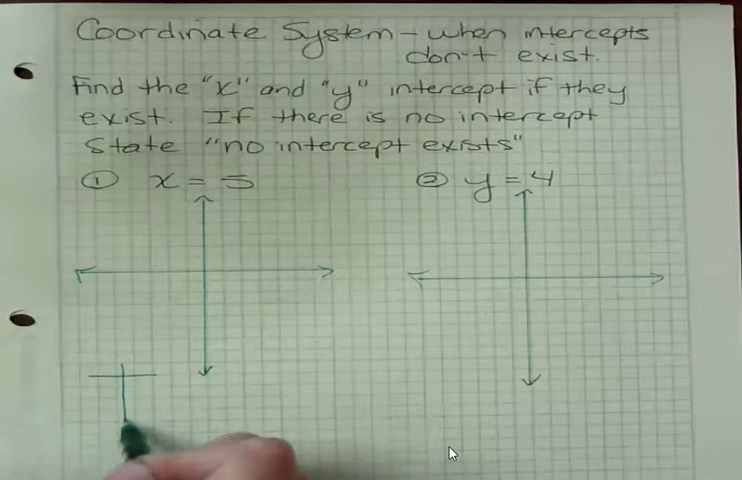 Coordinate System - when intercepts
don't exist.
Find the "x" and "y" intercept if they
exist. If there is no intercept
State "no intercept exists"
① x = 5 ② y = 4